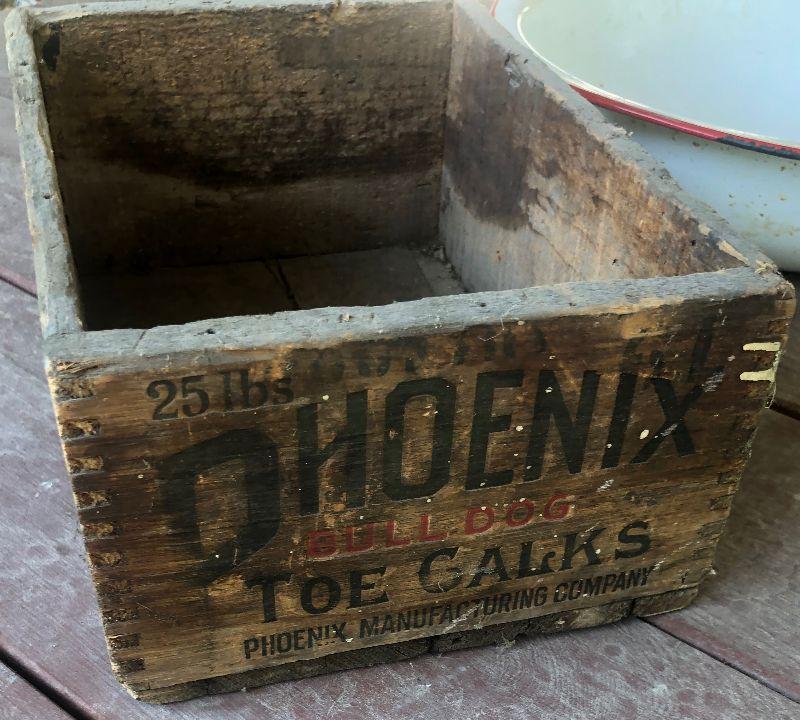 25 lbs
PHOENIX
BULL DOG
TOE CALKS
PHOENIX MANUFACTURING COMPANY